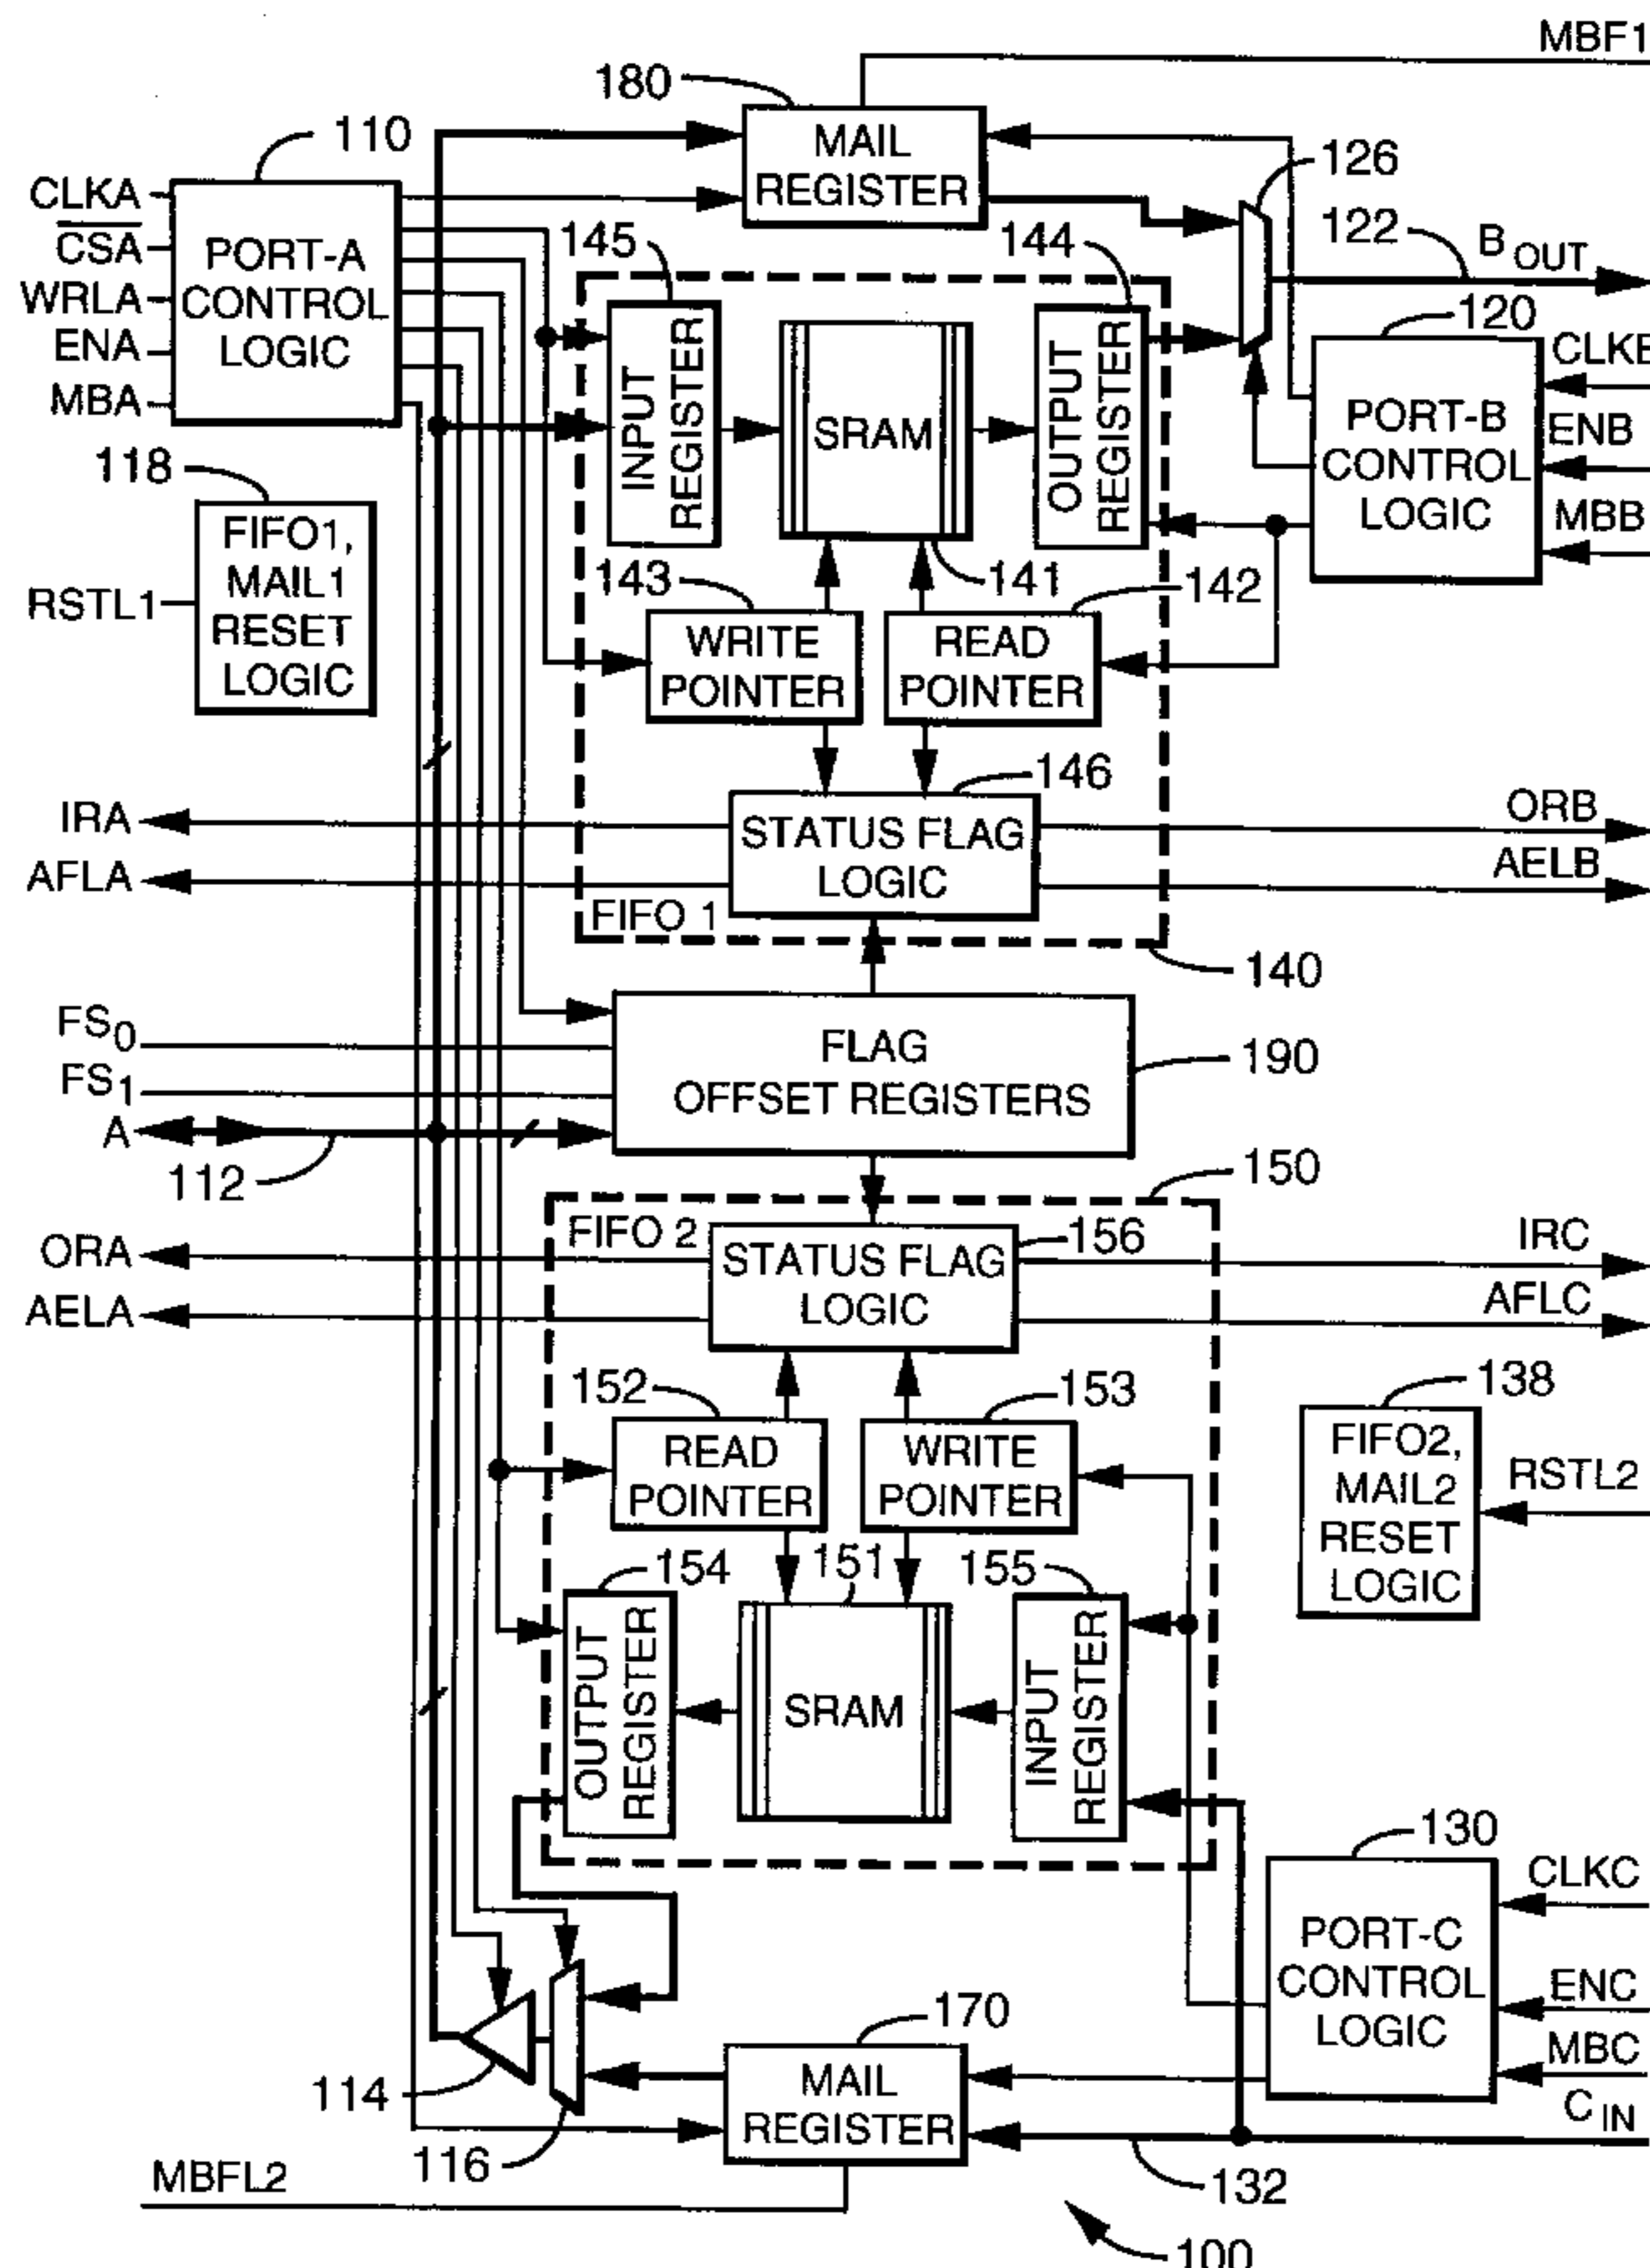 MBF1
180
MAIL
REGISTER
110
CLKA
CSA
WRLA
ENA
MBA
PORT-A
CONTROL
LOGIC
126
122
B OUT
145
144
120
INPUT
REGISTER
SRAM
OUTPUT
REGISTER
PORT-B
CONTROL
LOGIC
CLKB
ENB
MBB
118
FIFO1,
MAIL1
RESET
LOGIC
RSTL1
143
141
142
WRITE
POINTER
READ
POINTER
146
IRA
STATUS FLAG
LOGIC
ORB
AFLA
AELB
FIFO 1
140
FS0
FLAG
OFFSET REGISTERS
190
FS1
A
112
150
FIFO 2
156
ORA
STATUS FLAG
LOGIC
IRC
AELA
AFLC
152
153
138
READ
POINTER
WRITE
POINTER
FIFO2,
MAIL2
RESET
LOGIC
RSTL2
154
151
155
OUTPUT
REGISTER
SRAM
INPUT
REGISTER
130
CLKC
PORT-C
CONTROL
LOGIC
ENC
MBC
C IN
170
114
MAIL
REGISTER
116
MBFL2
132
100